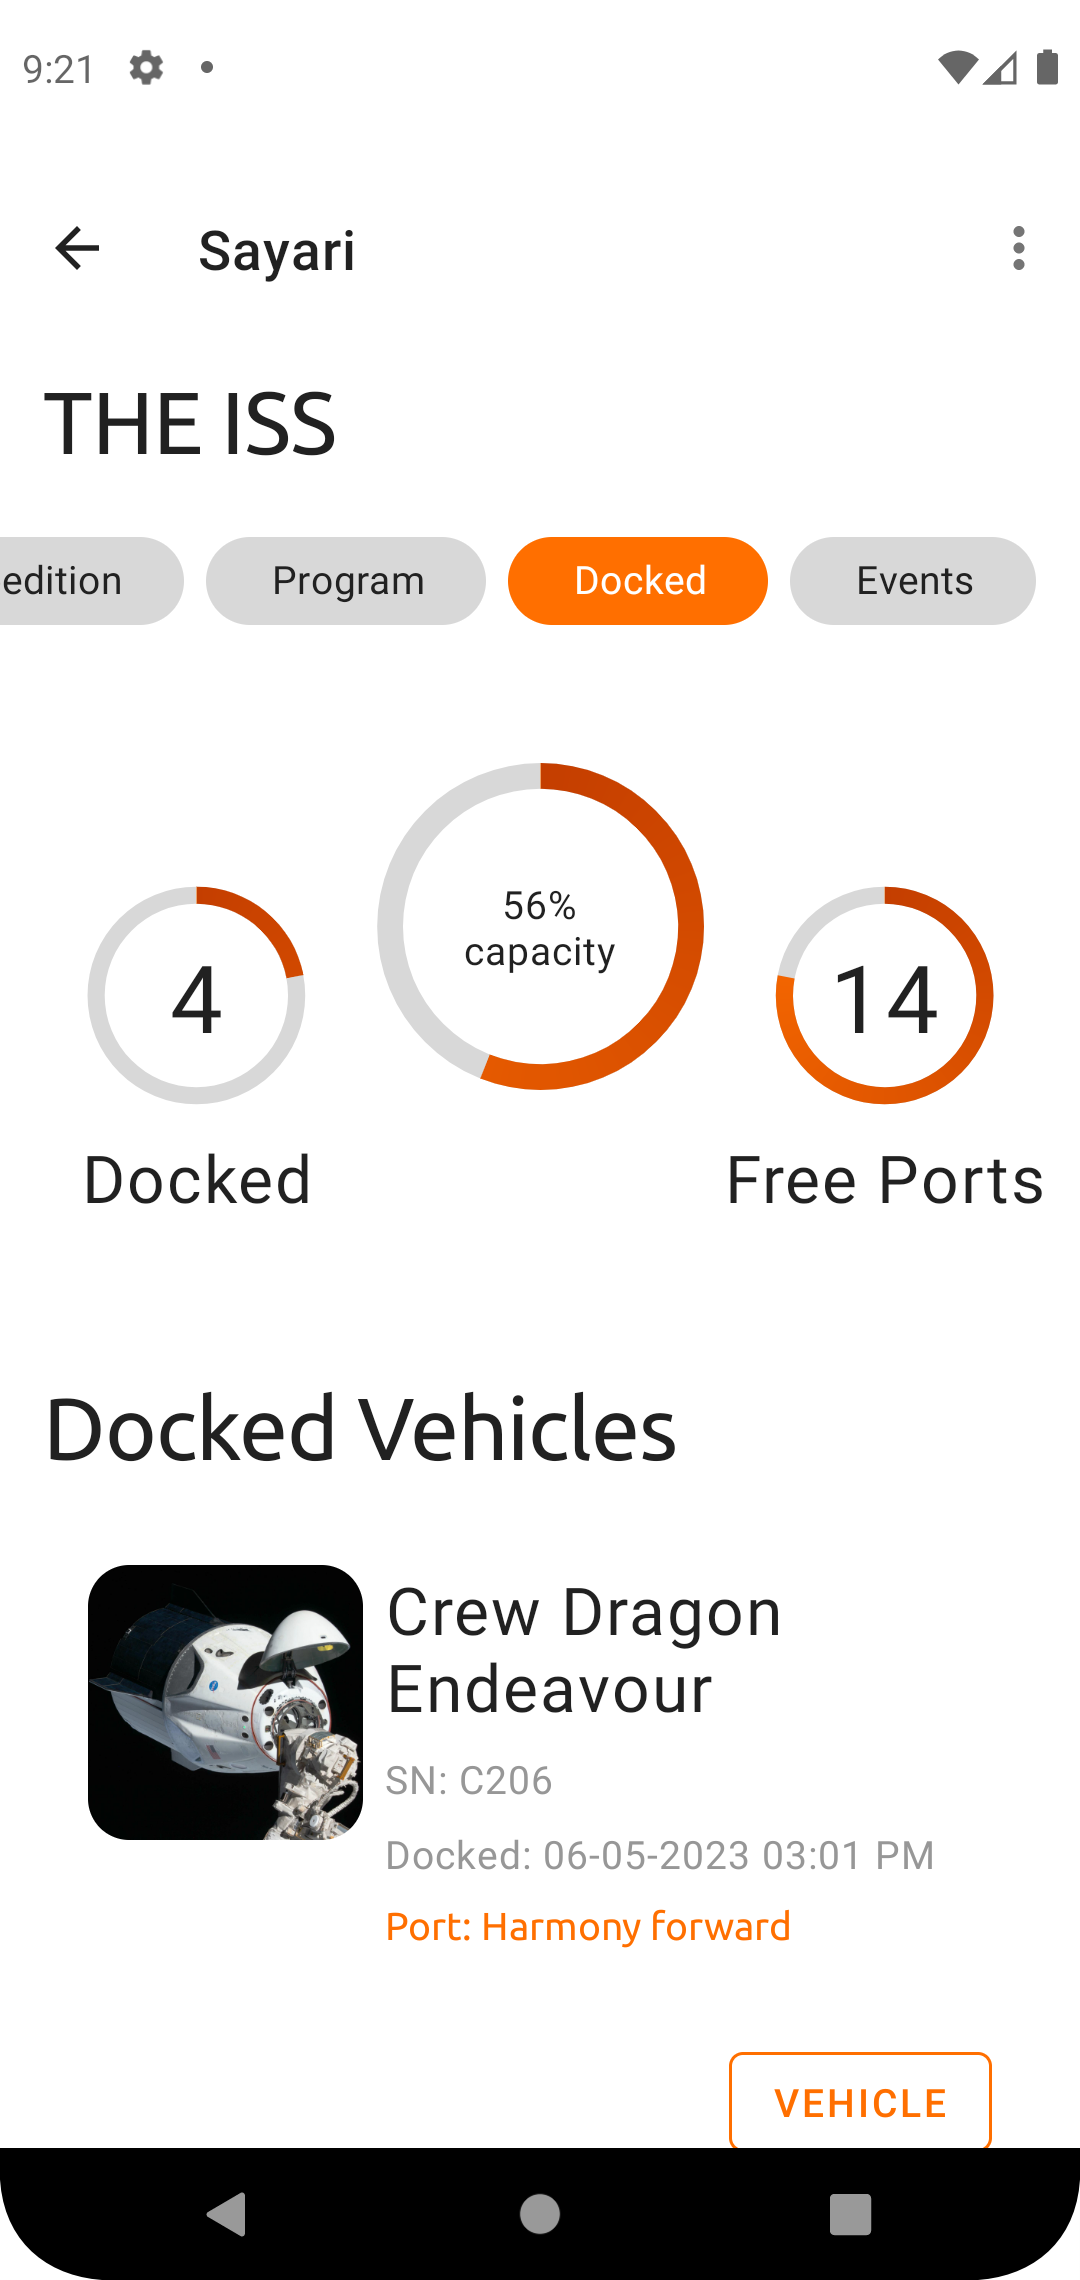 9:21
Sayari
THE ISS
edition
Program
Docked
Events
56%
capacity
4
14
Docked
Free Ports
Docked Vehicles
Crew Dragon
Endeavour
SN: C206
Docked: 06-05-2023 03:01 PM
Port: Harmony forward
VEHICLE